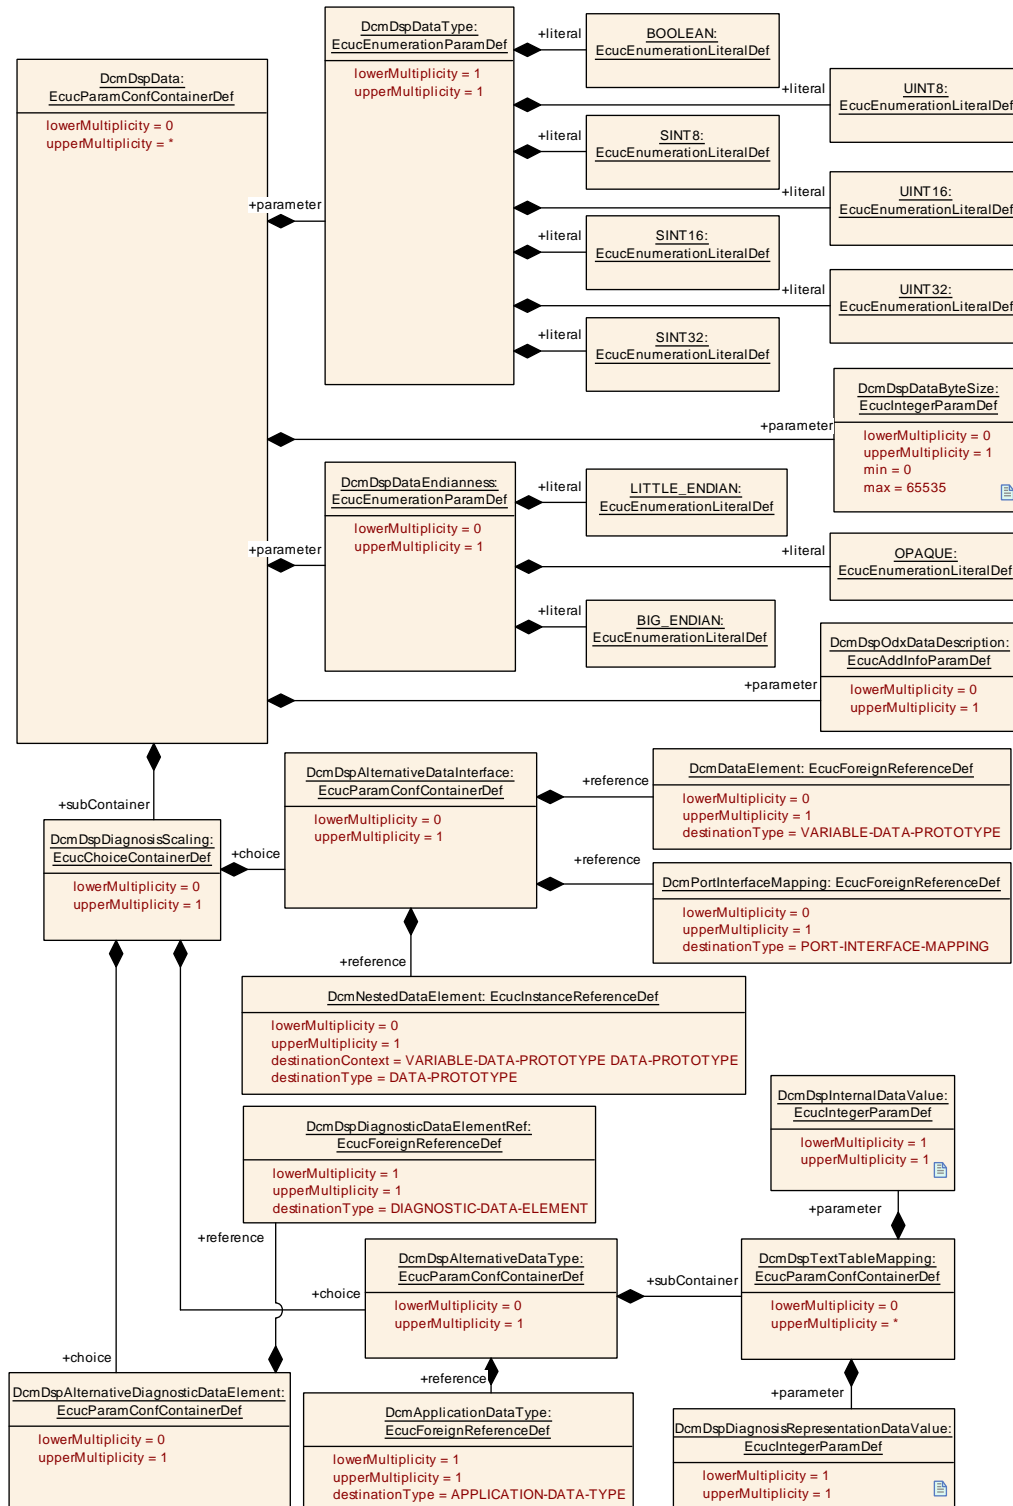 DcmDspData:
EcucParamConfContainerDef
lowerMultiplicity = 0
upperMultiplicity = *
+parameter
DcmDspDataType:
EcucEnumerationParamDef
lowerMultiplicity = 1
upperMultiplicity = 1
+literal
BOOLEAN:
EcucEnumerationLiteralDef
+literal
UINT8:
EcucEnumerationLiteralDef
+literal
SINT8:
EcucEnumerationLiteralDef
+literal
UINT16:
EcucEnumerationLiteralDef
+literal
SINT16:
EcucEnumerationLiteralDef
+literal
UINT32:
EcucEnumerationLiteralDef
+literal
SINT32:
EcucEnumerationLiteralDef
+parameter
DcmDspDataByteSize:
EcucIntegerParamDef
lowerMultiplicity = 0
upperMultiplicity = 1
min = 0
max = 65535
+parameter
DcmDspDataEndianness:
EcucEnumerationParamDef
lowerMultiplicity = 0
upperMultiplicity = 1
+literal
LITTLE_ENDIAN:
EcucEnumerationLiteralDef
+literal
OPAQUE:
EcucEnumerationLiteralDef
+literal
BIG_ENDIAN:
EcucEnumerationLiteralDef
+parameter
DcmDspOdxDataDescription:
EcucAddInfoParamDef
lowerMultiplicity = 0
upperMultiplicity = 1
+subContainer
DcmDspDiagnosisScaling:
EcucChoiceContainerDef
lowerMultiplicity = 0
upperMultiplicity = 1
+choice
DcmDspAlternativeDataInterface:
EcucParamConfContainerDef
lowerMultiplicity = 0
upperMultiplicity = 1
+reference
DcmDataElement: EcucForeignReferenceDef
lowerMultiplicity = 0
upperMultiplicity = 1
destinationType = VARIABLE-DATA-PROTOTYPE
+reference
DcmPortInterfaceMapping: EcucForeignReferenceDef
lowerMultiplicity = 0
upperMultiplicity = 1
destinationType = PORT-INTERFACE-MAPPING
+reference
DcmNestedDataElement: EcucInstanceReferenceDef
lowerMultiplicity = 0
upperMultiplicity = 1
destinationContext = VARIABLE-DATA-PROTOTYPE DATA-PROTOTYPE
destinationType = DATA-PROTOTYPE
DcmDspInternalDataValue:
EcucIntegerParamDef
lowerMultiplicity = 1
upperMultiplicity = 1
+parameter
DcmDspDiagnosticDataElementRef:
EcucForeignReferenceDef
lowerMultiplicity = 1
upperMultiplicity = 1
destinationType = DIAGNOSTIC-DATA-ELEMENT
+reference
+choice
DcmDspAlternativeDataType:
EcucParamConfContainerDef
lowerMultiplicity = 0
upperMultiplicity = 1
+subContainer
DcmDspTextTableMapping:
EcucParamConfContainerDef
lowerMultiplicity = 0
upperMultiplicity = *
+choice
DcmDspAlternativeDiagnosticDataElement:
EcucParamConfContainerDef
lowerMultiplicity = 0
upperMultiplicity = 1
+reference
DcmApplicationDataType:
EcucForeignReferenceDef
lowerMultiplicity = 1
upperMultiplicity = 1
destinationType = APPLICATION-DATA-TYPE
+parameter
DcmDspDiagnosisRepresentationDataValue:
EcucIntegerParamDef
lowerMultiplicity = 1
upperMultiplicity = 1